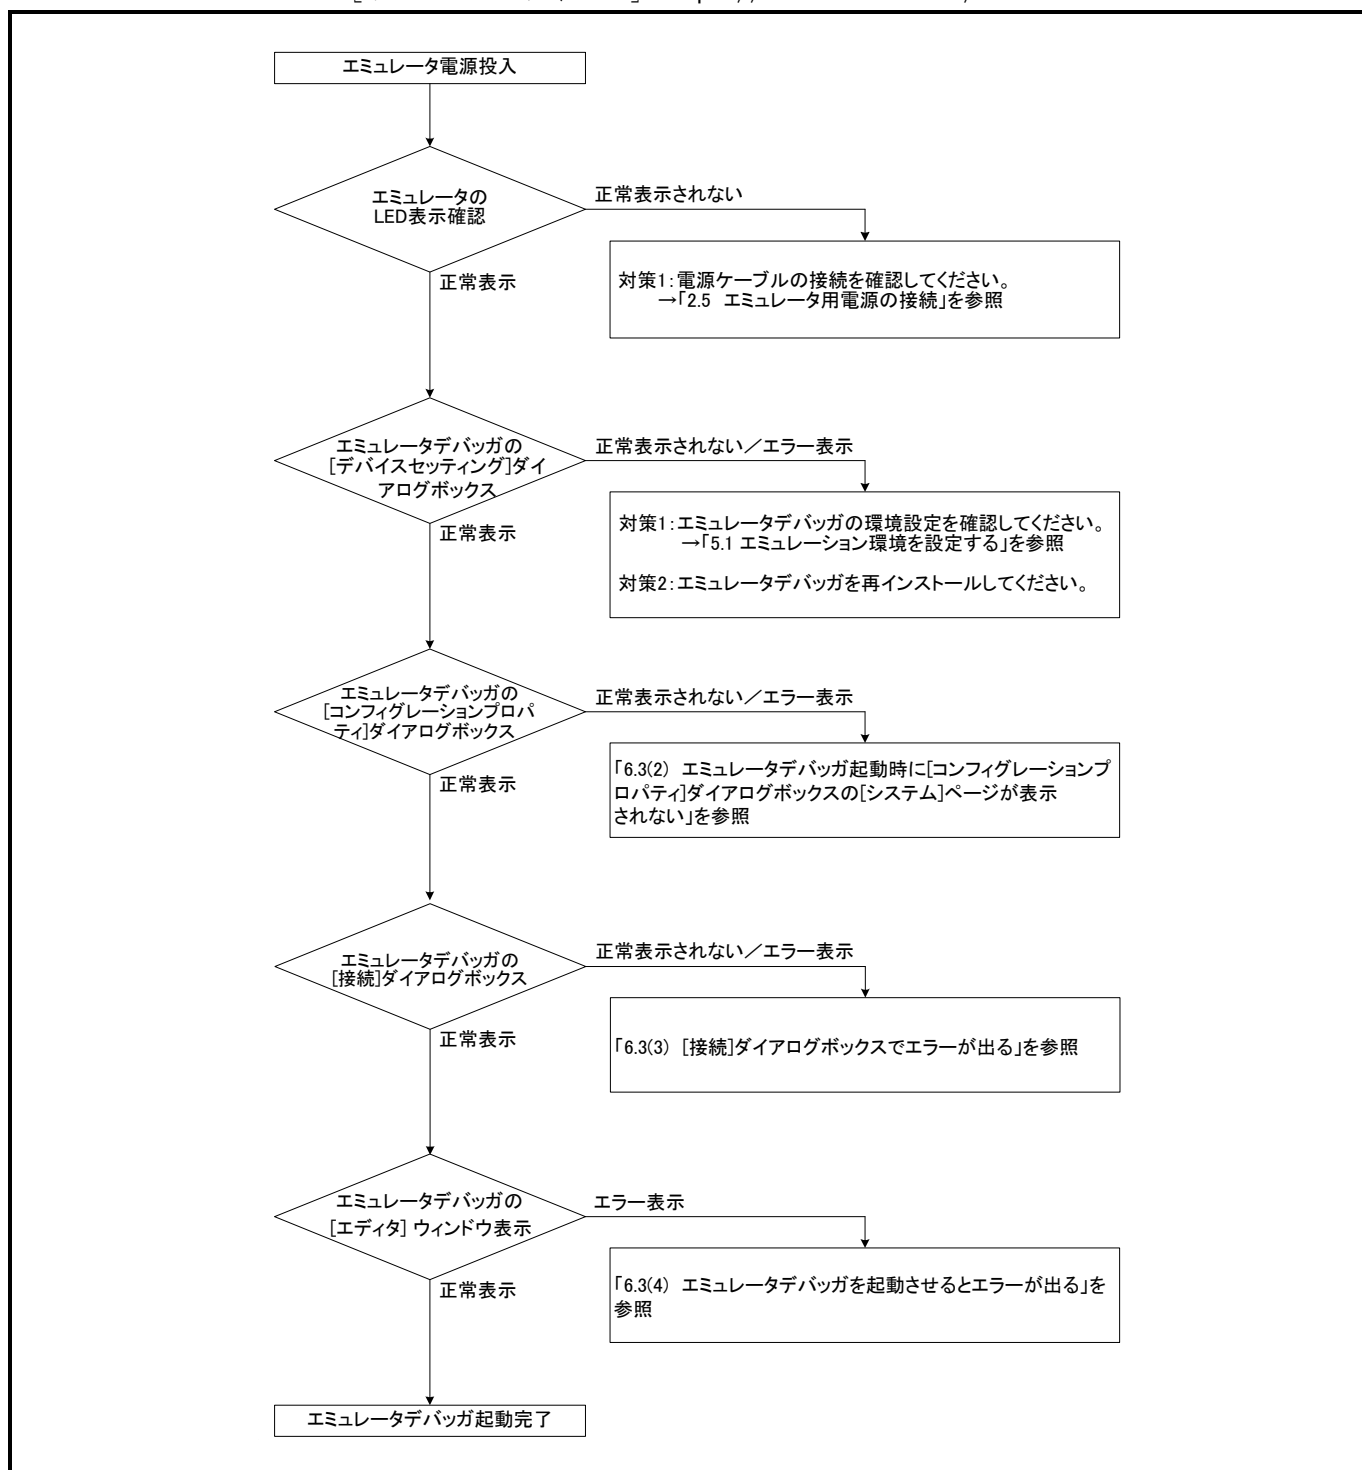 エミュレータ電源投入
エミュレータの
LED表示確認
正常表示されない
正常表示
対策1:電源ケーブルの接続を確認してください。
→「2.5 エミュレータ用電源の接続」を参照
エミュレータデバッガの
[デバイスセッティング]ダイ
アログボックス
正常表示されない／エラー表示
正常表示
対策1:エミュレータデバッガの環境設定を確認してください。
→「5.1 エミュレーション環境を設定する」を参照
対策2:エミュレータデバッガを再インストールしてください。
エミュレータデバッガの
[コンフィグレーションプロパ
ティ]ダイアログボックス
正常表示されない／エラー表示
正常表示
「6.3(2) エミュレータデバッガ起動時に[コンフィグレーションプ
ロパティ]ダイアログボックスの[システム]ページが表示
されない」を参照
エミュレータデバッガの
[接続]ダイアログボックス
正常表示されない／エラー表示
正常表示
「6.3(3) [接続]ダイアログボックスでエラーが出る」を参照
エミュレータデバッガの
[エディタ] ウィンドウ表示
エラー表示
正常表示
「6.3(4) エミュレータデバッガを起動させるとエラーが出る」を
参照
エミュレータデバッガ起動完了